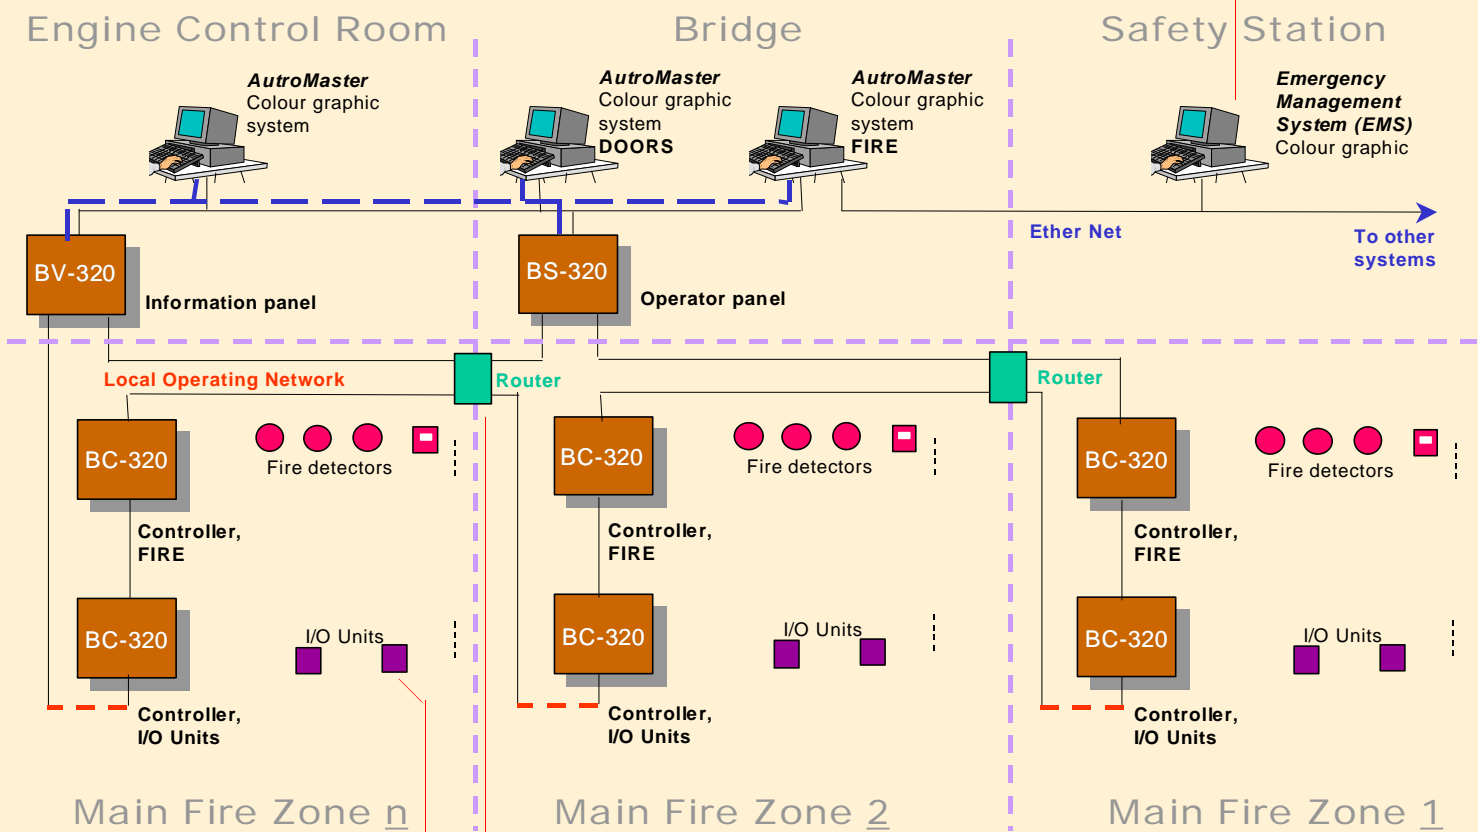 Engine Control Room
Bridge
Safety Station
AutroMaster
Colour graphic
system
AutroMaster
Colour graphic
system
DOORS
AutroMaster
Colour graphic
system
FIRE
Emergency
Management
System (EMS)
Colour graphic
Ether Net
To other
systems
BV-320
Information panel
BS-320
Operator panel
Local Operating Network
Router
Router
BC-320
Fire detectors
Controller,
FIRE
BC-320
I/O Units
Controller,
I/O Units
BC-320
Fire detectors
Controller,
FIRE
BC-320
I/O Units
Controller,
I/O Units
BC-320
Fire detectors
Controller,
FIRE
BC-320
I/O Units
Controller,
I/O Units
Main Fire Zone n
Main Fire Zone 2
Main Fire Zone 1